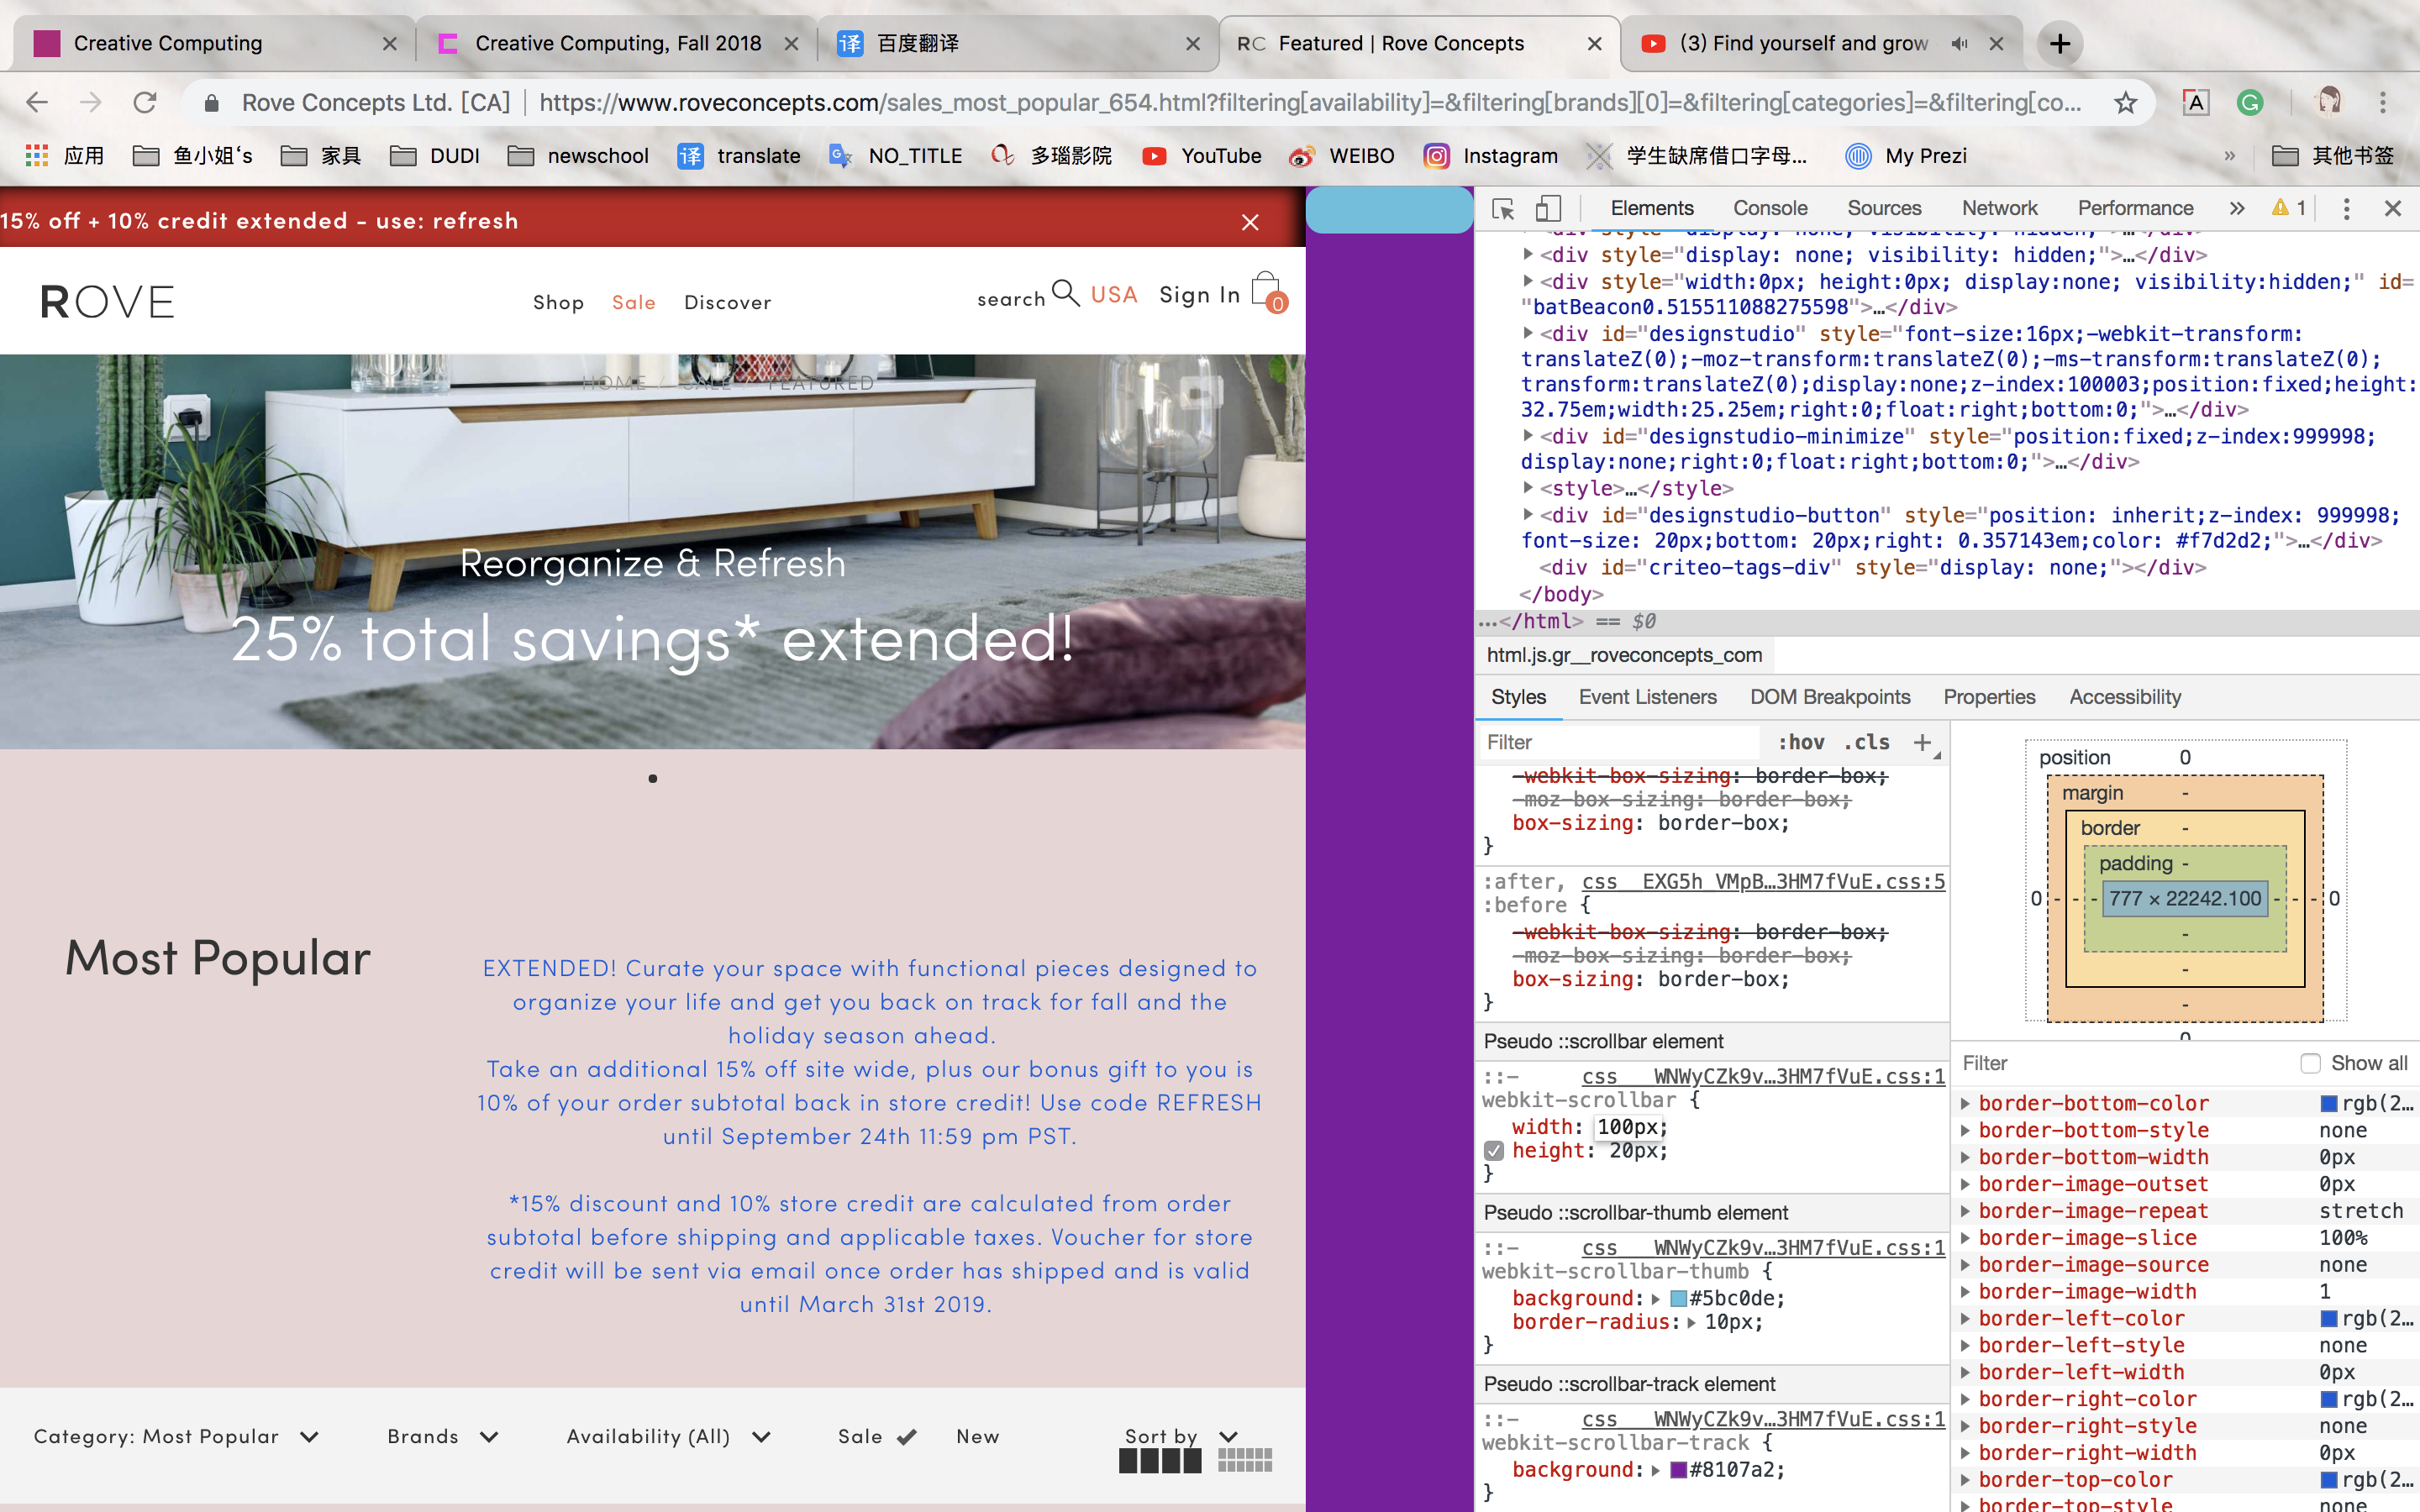 Creative Computing
Creative Computing, Fall 2018
译 百度翻译
RC Featured | Rove Concepts
(3) Find yourself and grow
Rove Concepts Ltd. [CA] | https://www.roveconcepts.com/sales_most_popular_654.html?filtering[availability]=&filtering[brands][0]=&filtering[categories]=&filtering[co...
应用 鱼小姐‘s 家具 DUDI newschool 译 translate NO_TITLE 多瑙影院 YouTube WEIBO Instagram 学生缺席借口字母... My Prezi » 其他书签
15% off + 10% credit extended - use: refresh
ROVE
Shop Sale Discover
search USA Sign In 0
HOME / SALE / FEATURED
Reorganize & Refresh
25% total savings* extended!
Most Popular
EXTENDED! Curate your space with functional pieces designed to
organize your life and get you back on track for fall and the
holiday season ahead.
Take an additional 15% off site wide, plus our bonus gift to you is
10% of your order subtotal back in store credit! Use code REFRESH
until September 24th 11:59 pm PST.
*15% discount and 10% store credit are calculated from order
subtotal before shipping and applicable taxes. Voucher for store
credit will be sent via email once order has shipped and is valid
until March 31st 2019.
Category: Most Popular Brands Availability (All) Sale New Sort by
Elements Console Sources Network Performance » 1
<div style="display: none; visibility: hidden;">…</div>
<div style="display: none; visibility: hidden;">…</div>
<div style="width:0px; height:0px; display:none; visibility:hidden;" id=
"batBeacon0.515511088275598">…</div>
<div id="designstudio" style="font-size:16px;-webkit-transform:
translateZ(0);-moz-transform:translateZ(0);-ms-transform:translateZ(0);
transform:translateZ(0);display:none;z-index:100003;position:fixed;height:
32.75em;width:25.25em;right:0;float:right;bottom:0;">…</div>
<div id="designstudio-minimize" style="position:fixed;z-index:999998;
display:none;right:0;float:right;bottom:0;">…</div>
<style>…</style>
<div id="designstudio-button" style="position: inherit;z-index: 999998;
font-size: 20px;bottom: 20px;right: 0.357143em;color: #f7d2d2;">…</div>
<div id="criteo-tags-div" style="display: none;"></div>
</body>
…</html> == $0
html.js.gr__roveconcepts_com
Styles Event Listeners DOM Breakpoints Properties Accessibility
Filter :hov .cls +
-webkit-box-sizing: border-box;
-moz-box-sizing: border-box;
box-sizing: border-box;
}
:after, css__EXG5h_VMpB…3HM7fVuE.css:5
:before {
-webkit-box-sizing: border-box;
-moz-box-sizing: border-box;
box-sizing: border-box;
}
Pseudo ::scrollbar element
::- css___WNWyCZk9v…3HM7fVuE.css:1
webkit-scrollbar {
width: 100px;
height: 20px;
}
Pseudo ::scrollbar-thumb element
::- css___WNWyCZk9v…3HM7fVuE.css:1
webkit-scrollbar-thumb {
background: #5bc0de;
border-radius: 10px;
}
Pseudo ::scrollbar-track element
::- css___WNWyCZk9v…3HM7fVuE.css:1
webkit-scrollbar-track {
background: #8107a2;
}
position 0
margin -
border -
padding -
0 - - - 777 × 22242.100 - - - 0
-
-
-
0
Filter Show all
border-bottom-color rgb(2…
border-bottom-style none
border-bottom-width 0px
border-image-outset 0px
border-image-repeat stretch
border-image-slice 100%
border-image-source none
border-image-width 1
border-left-color rgb(2…
border-left-style none
border-left-width 0px
border-right-color rgb(2…
border-right-style none
border-right-width 0px
border-top-color rgb(2…
border-top-style none